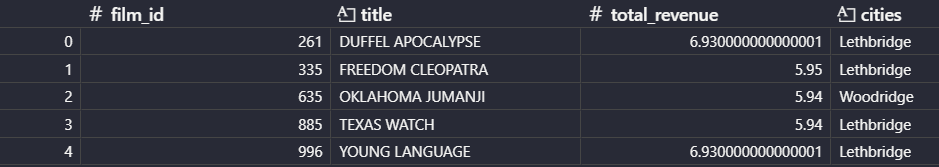 # film_id A title # total_revenue A cities
0 261 DUFFEL APOCALYPSE 6.930000000000001 Lethbridge
1 335 FREEDOM CLEOPATRA 5.95 Lethbridge
2 635 OKLAHOMA JUMANJI 5.94 Woodridge
3 885 TEXAS WATCH 5.94 Lethbridge
4 996 YOUNG LANGUAGE 6.930000000000001 Lethbridge